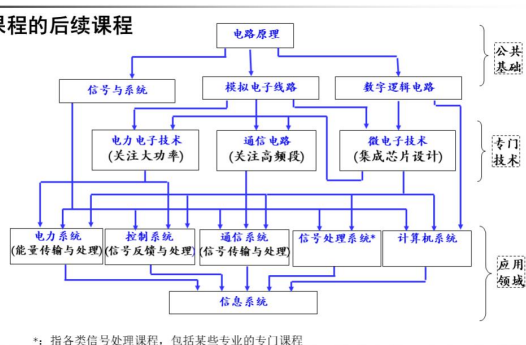 课程的后续课程
电路原理
公共
基础
信号与系统
模拟电子线路
数字逻辑电路
电力电子技术
(关注大功率)
通信电路
(关注高频段)
微电子技术
(集成芯片设计)
专门
技术
电力系统
(能量传输与处理)
控制系统
(信号反馈与处理)
通信系统
(信号传输与处理)
信号处理系统*
计算机系统
应用
领域
信息系统
*: 指各类信号处理课程，包括某些专业的专门课程